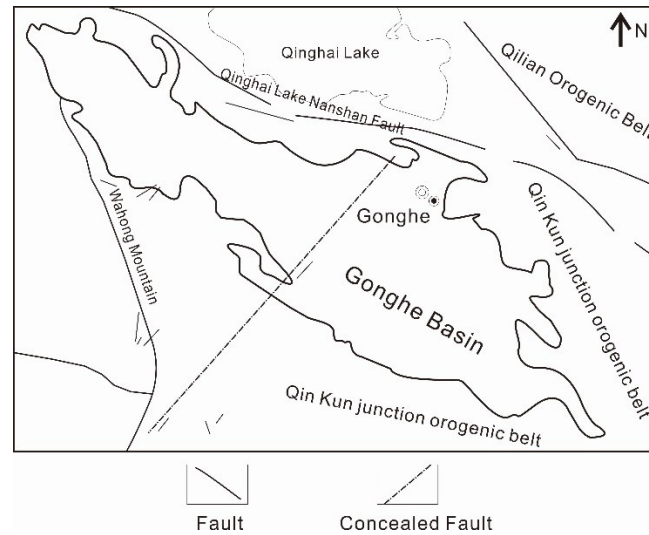 N
Qinghai Lake
Qilian Orogenic Belt
Qinghai Lake Nanshan Fault
Wahong Mountain
Gonghe
Qin Kun junction orogenic belt
Gonghe Basin
Qin Kun junction orogenic belt
Fault
Concealed Fault